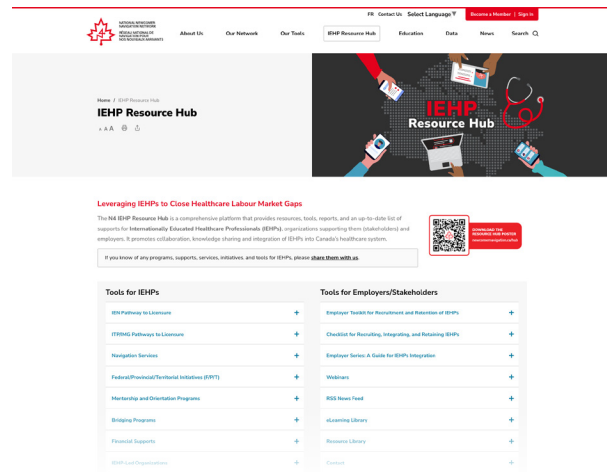 FR Contact Us Select Language▼ Become a Member | Sign in
NATIONAL NEWCOMER
NAVIGATION NETWORK
RÉSEAU NATIONAL DE
NAVIGATION POUR
NOS NOUVEAUX ARRIVANTS
About Us Our Network Our Tools IEHP Resource Hub Education Data News Search
Home / IEHP Resource Hub
IEHP Resource Hub
A A A
IEHP
Resource Hub
Leveraging IEHPs to Close Healthcare Labour Market Gaps
The N4 IEHP Resource Hub is a comprehensive platform that provides resources, tools, reports, and an up-to-date list of
supports for Internationally Educated Healthcare Professionals (IEHPs), organizations supporting them (stakeholders) and
employers. It promotes collaboration, knowledge sharing and integration of IEHPs into Canada's healthcare system.
DOWNLOAD THE
RESOURCE HUB POSTER
newcomernavigation.ca/hub
If you know of any programs, supports, services, initiatives, and tools for IEHPs, please share them with us.
Tools for IEHPs
IEN Pathway to Licensure +
ITP/IMG Pathways to Licensure +
Navigation Services +
Federal/Provincial/Territorial Initiatives (F/P/T) +
Mentorship and Orientation Programs +
Bridging Programs +
Financial Supports +
IEHP-Led Organizations +
Tools for Employers/Stakeholders
Employer Toolkit for Recruitment and Retention of IEHPs +
Checklist for Recruiting, Integrating, and Retaining IEHPs +
Employer Series: A Guide for IEHPs Integration +
Webinars +
RSS News Feed +
eLearning Library +
Resource Library +
Contact +